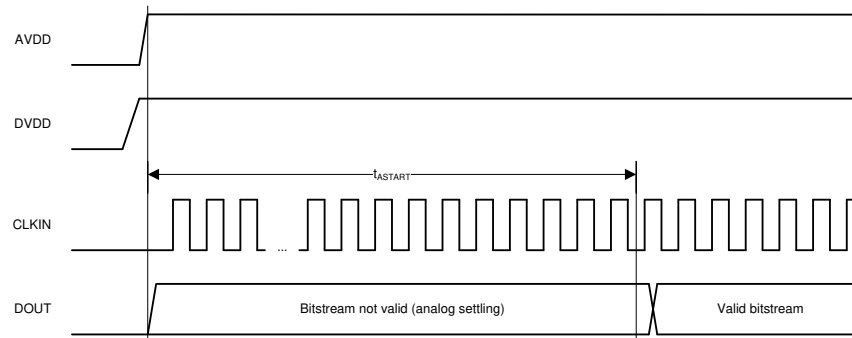 AVDD
DVDD
tASTART
CLKIN
...
DOUT
Bitstream not valid (analog settling)
Valid bitstream